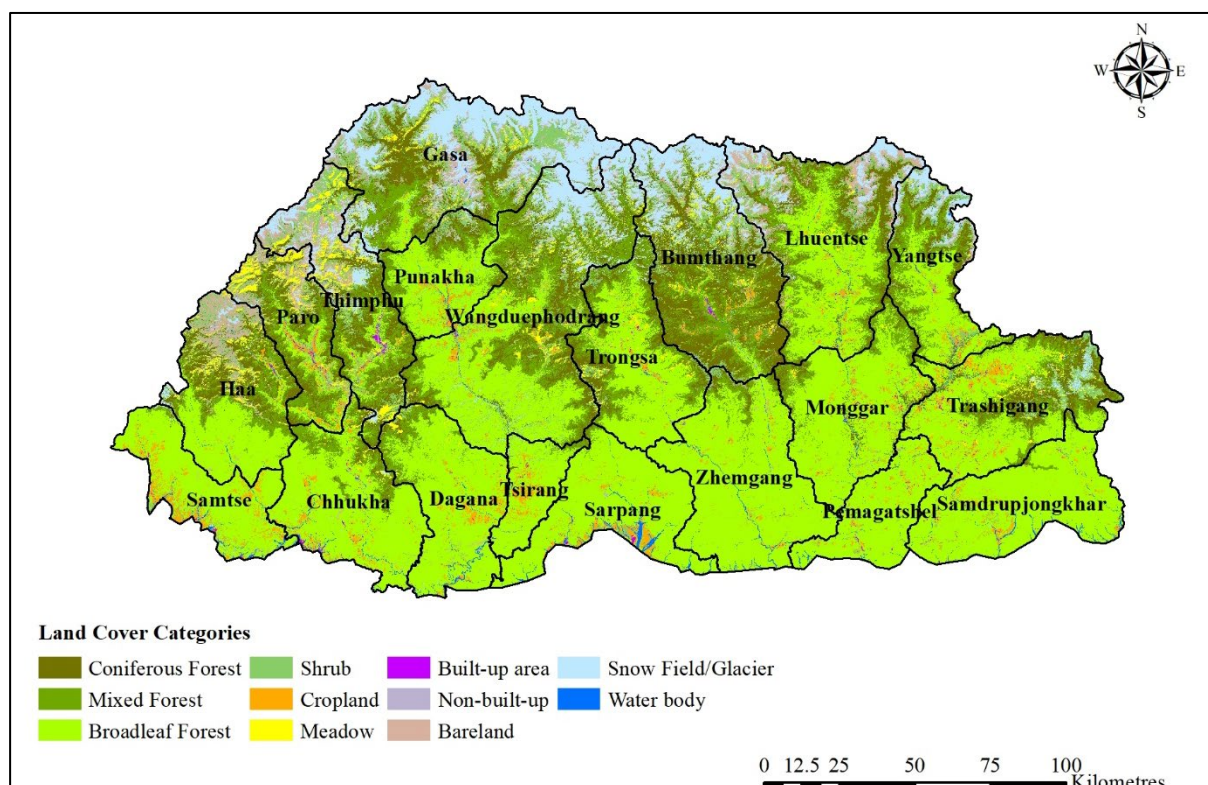 N
W E
S
Gasa
Lhuentse
Bumthang
Yangtse
Punakha
Thimphu
Paro
Wangduephodrang
Trongsa
Haa
Monggar
Trashigang
Zhemgang
Samtse
Chhukha
Dagana
Tsirang
Sarpang
Pemagatshel
Samdrupjongkhar
Land Cover Categories
Coniferous Forest
Mixed Forest
Broadleaf Forest
Shrub
Cropland
Meadow
Built-up area
Non-built-up
Bareland
Snow Field/Glacier
Water body
0 12.5 25 50 75 100
Kilometres